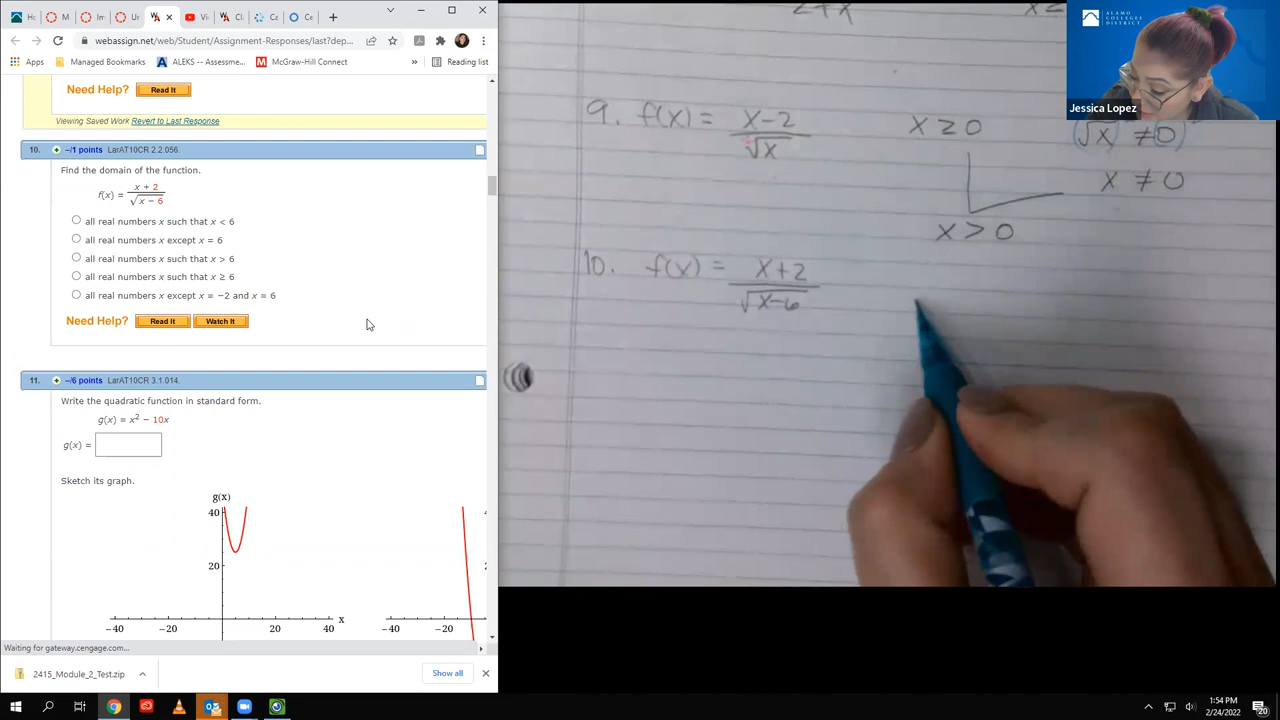 webassign.net/web/Student/Assignment-Responses/last?dep...
Apps Managed Bookmarks ALEKS -- Assessme... McGraw-Hill Connect » Reading list
Need Help? Read It
Viewing Saved Work Revert to Last Response
10. –/1 points LarAT10CR 2.2.056.
Find the domain of the function.
f(x) = x + 2
√x − 6
all real numbers x such that x < 6
all real numbers x except x = 6
all real numbers x such that x > 6
all real numbers x such that x ≥ 6
all real numbers x except x = −2 and x = 6
Need Help? Read It Watch It
11. –/6 points LarAT10CR 3.1.014.
Write the quadratic function in standard form.
g(x) = x² − 10x
g(x) =
Sketch its graph.
g(x)
40
20
x
−40 −20 20 40 −40 −20
Waiting for gateway.cengage.com...
2415_Module_2_Test.zip
Show all
1:54 PM
2/24/2022
20
2+x
9. f(x) = x−2
√x
x ≥ 0
(√x)² ≠ 0
x ≠ 0
x > 0
10. f(x) = x+2
√x−6
ALAMO
COLLEGES
DISTRICT
Jessica Lopez